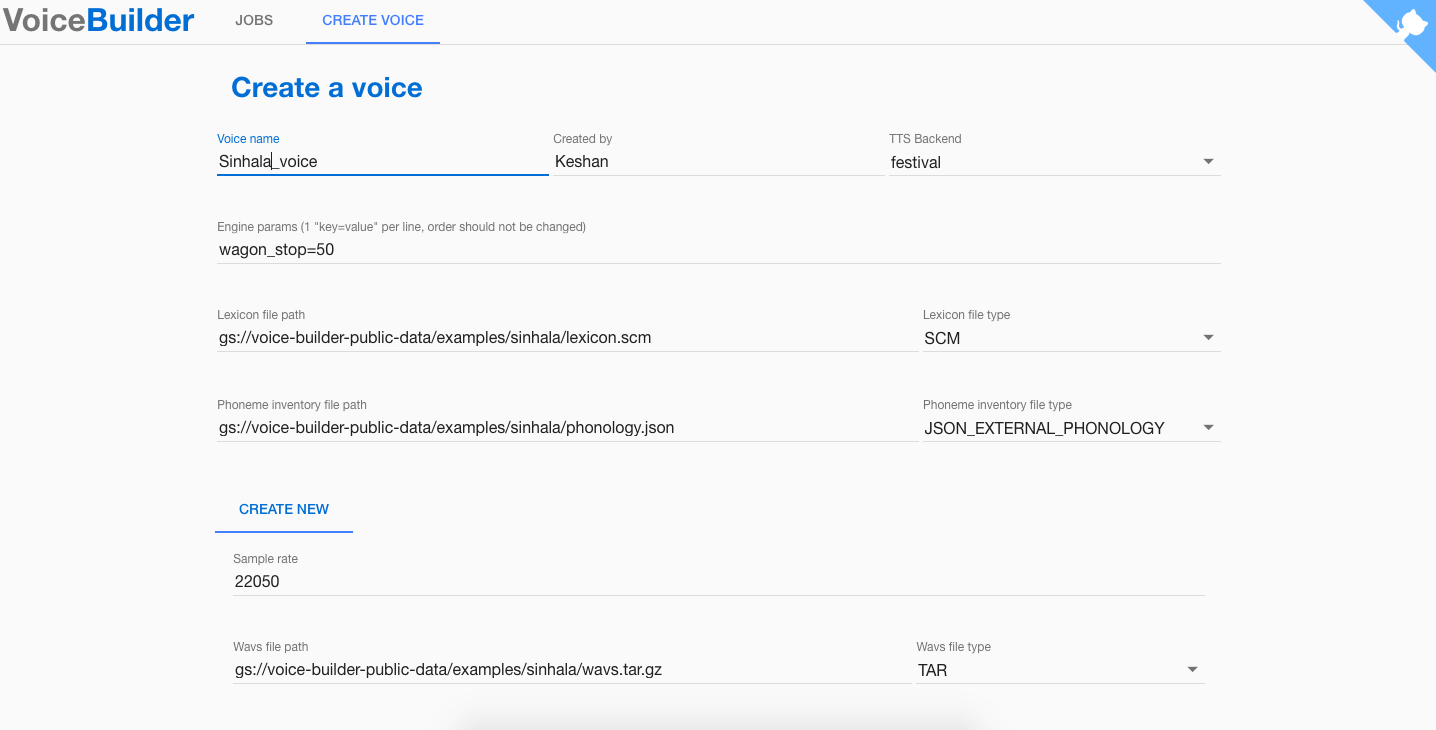 VoiceBuilder JOBS CREATE VOICE
Create a voice
Voice name Created by TTS Backend
Sinhala_voice Keshan festival
Engine params (1 "key=value" per line, order should not be changed)
wagon_stop=50
Lexicon file path Lexicon file type
gs://voice-builder-public-data/examples/sinhala/lexicon.scm SCM
Phoneme inventory file path Phoneme inventory file type
gs://voice-builder-public-data/examples/sinhala/phonology.json JSON_EXTERNAL_PHONOLOGY
CREATE NEW
Sample rate
22050
Wavs file path Wavs file type
gs://voice-builder-public-data/examples/sinhala/wavs.tar.gz TAR